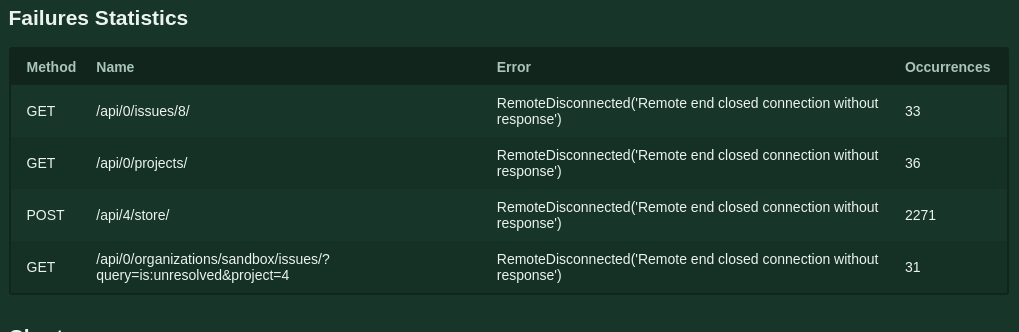 Failures Statistics
Method Name Error Occurrences
GET /api/0/issues/8/ RemoteDisconnected('Remote end closed connection without
response') 33
GET /api/0/projects/ RemoteDisconnected('Remote end closed connection without
response') 36
POST /api/4/store/ RemoteDisconnected('Remote end closed connection without
response') 2271
GET /api/0/organizations/sandbox/issues/?
query=is:unresolved&project=4 RemoteDisconnected('Remote end closed connection without
response') 31